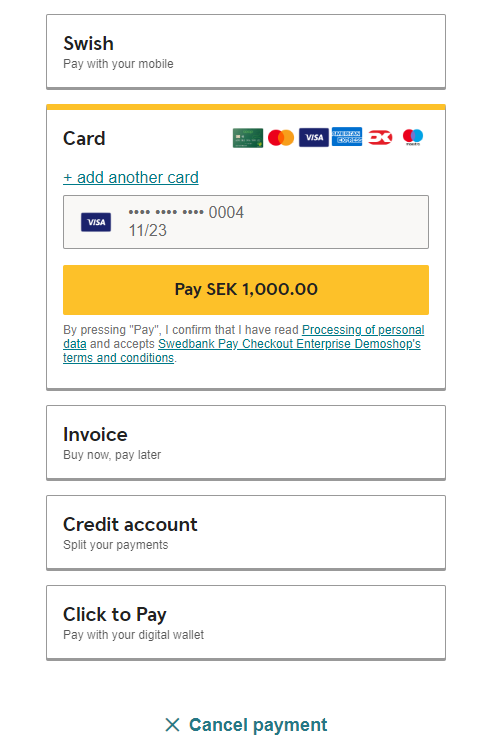 Swish
Pay with your mobile
Card
VISA
AMERICAN EXPRESS
maestro
+ add another card
VISA
•••• •••• •••• 0004
11/23
Pay SEK 1,000.00
By pressing "Pay", I confirm that I have read Processing of personal
data and accepts Swedbank Pay Checkout Enterprise Demoshop's
terms and conditions.
Invoice
Buy now, pay later
Credit account
Split your payments
Click to Pay
Pay with your digital wallet
Cancel payment